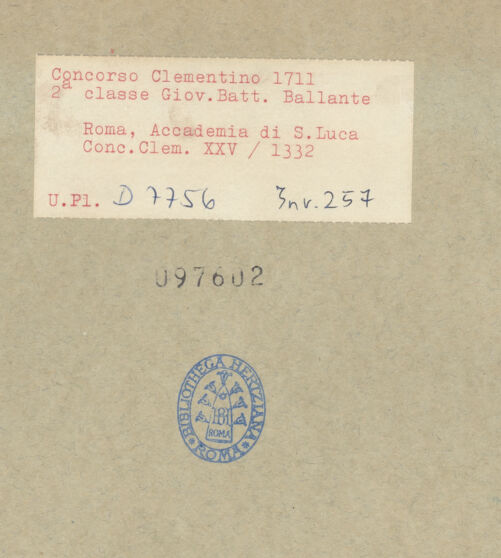 Concorso Clementino 1711
2ª classe Giov.Batt. Ballante
Roma, Accademia di S.Luca
Conc.Clem. XXV / 1332
U.Pl. D 7756 Inv.257
097602
BIBLIOTHECA HERTZIANA
ROMA
ROMA